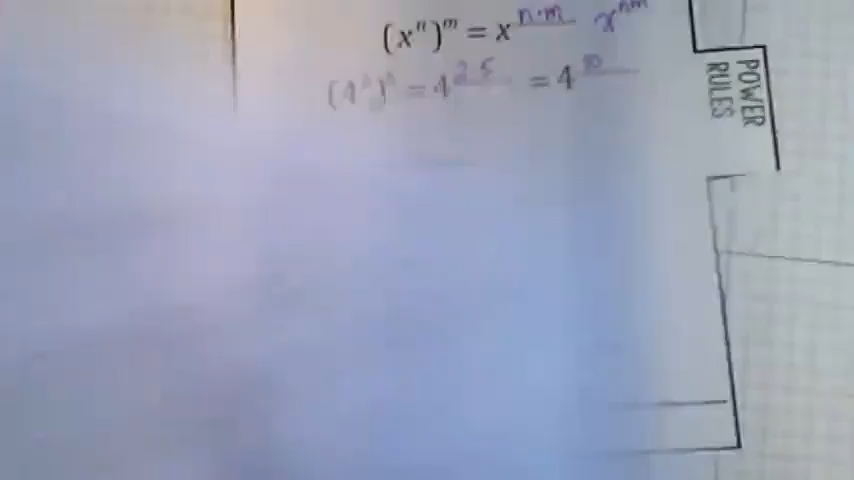 (xⁿ)ᵐ = x n·m xⁿᵐ
= 4 2·5 = 4 10
POWER
RULES